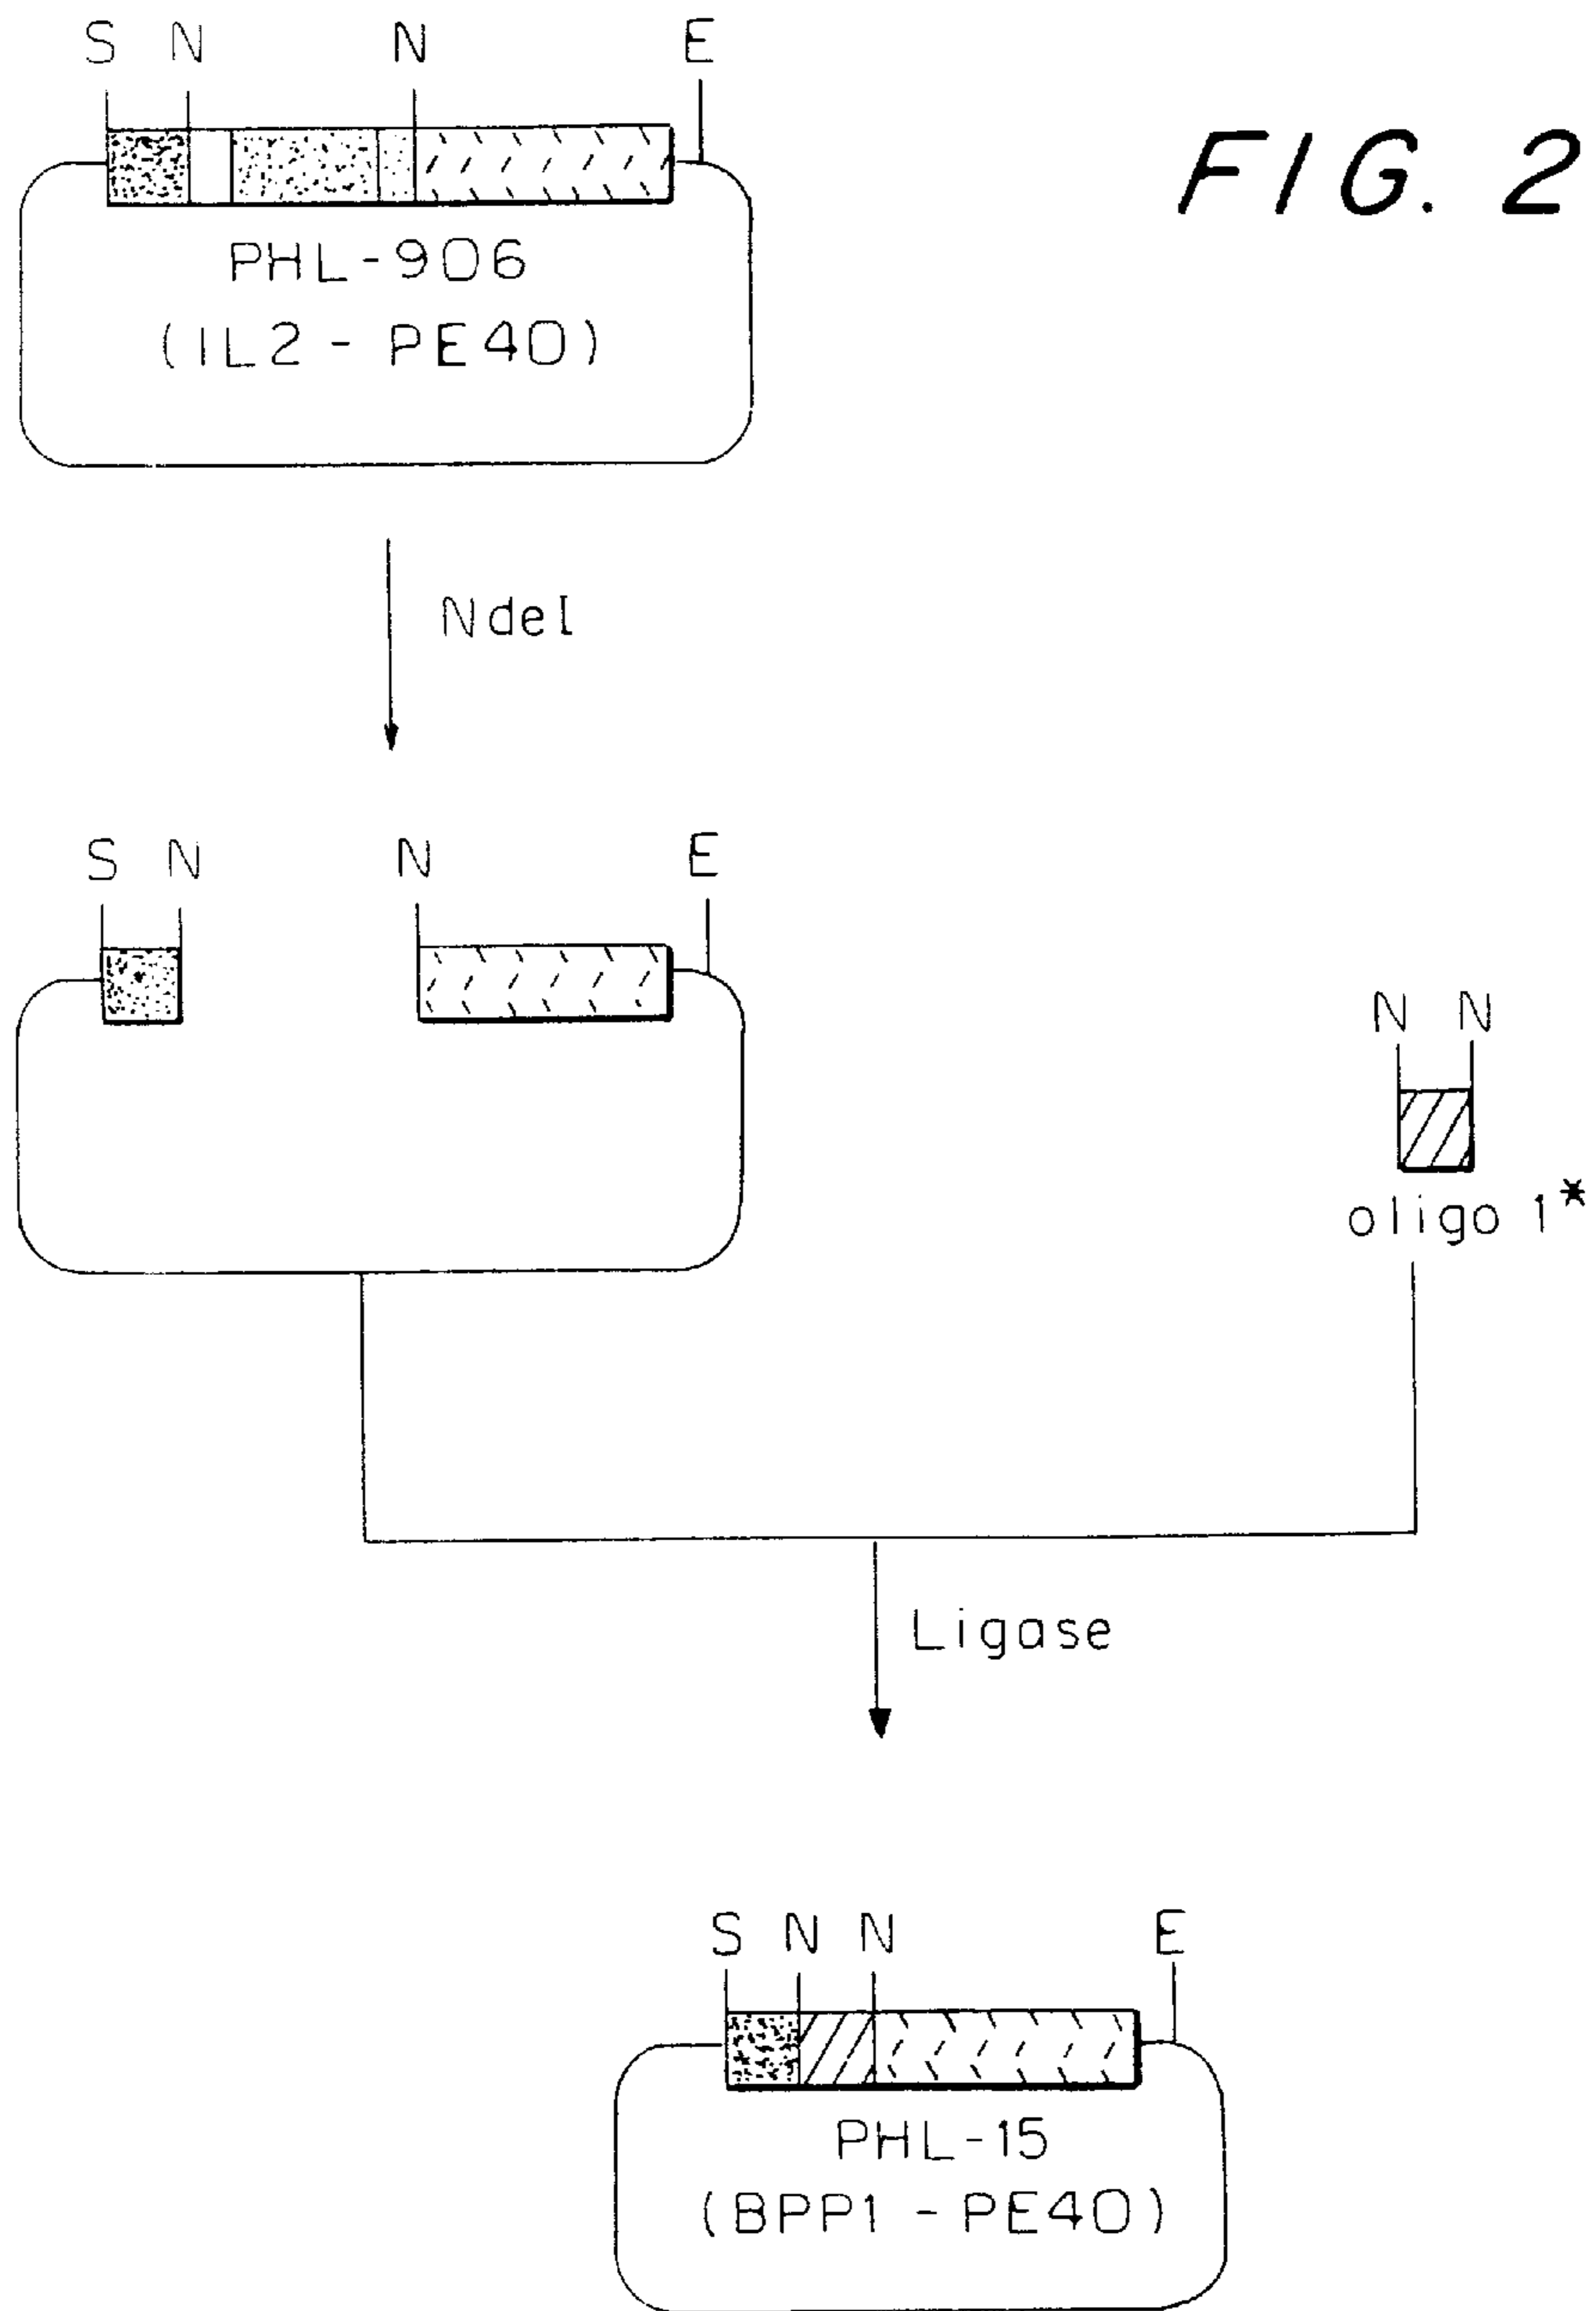 S N N E
FIG. 2
PHL-906
(IL2 - PE40)
NdeI
S N N E
N N
oligo 1*
Ligase
S N N E
PHL-15
(BPP1 - PE40)